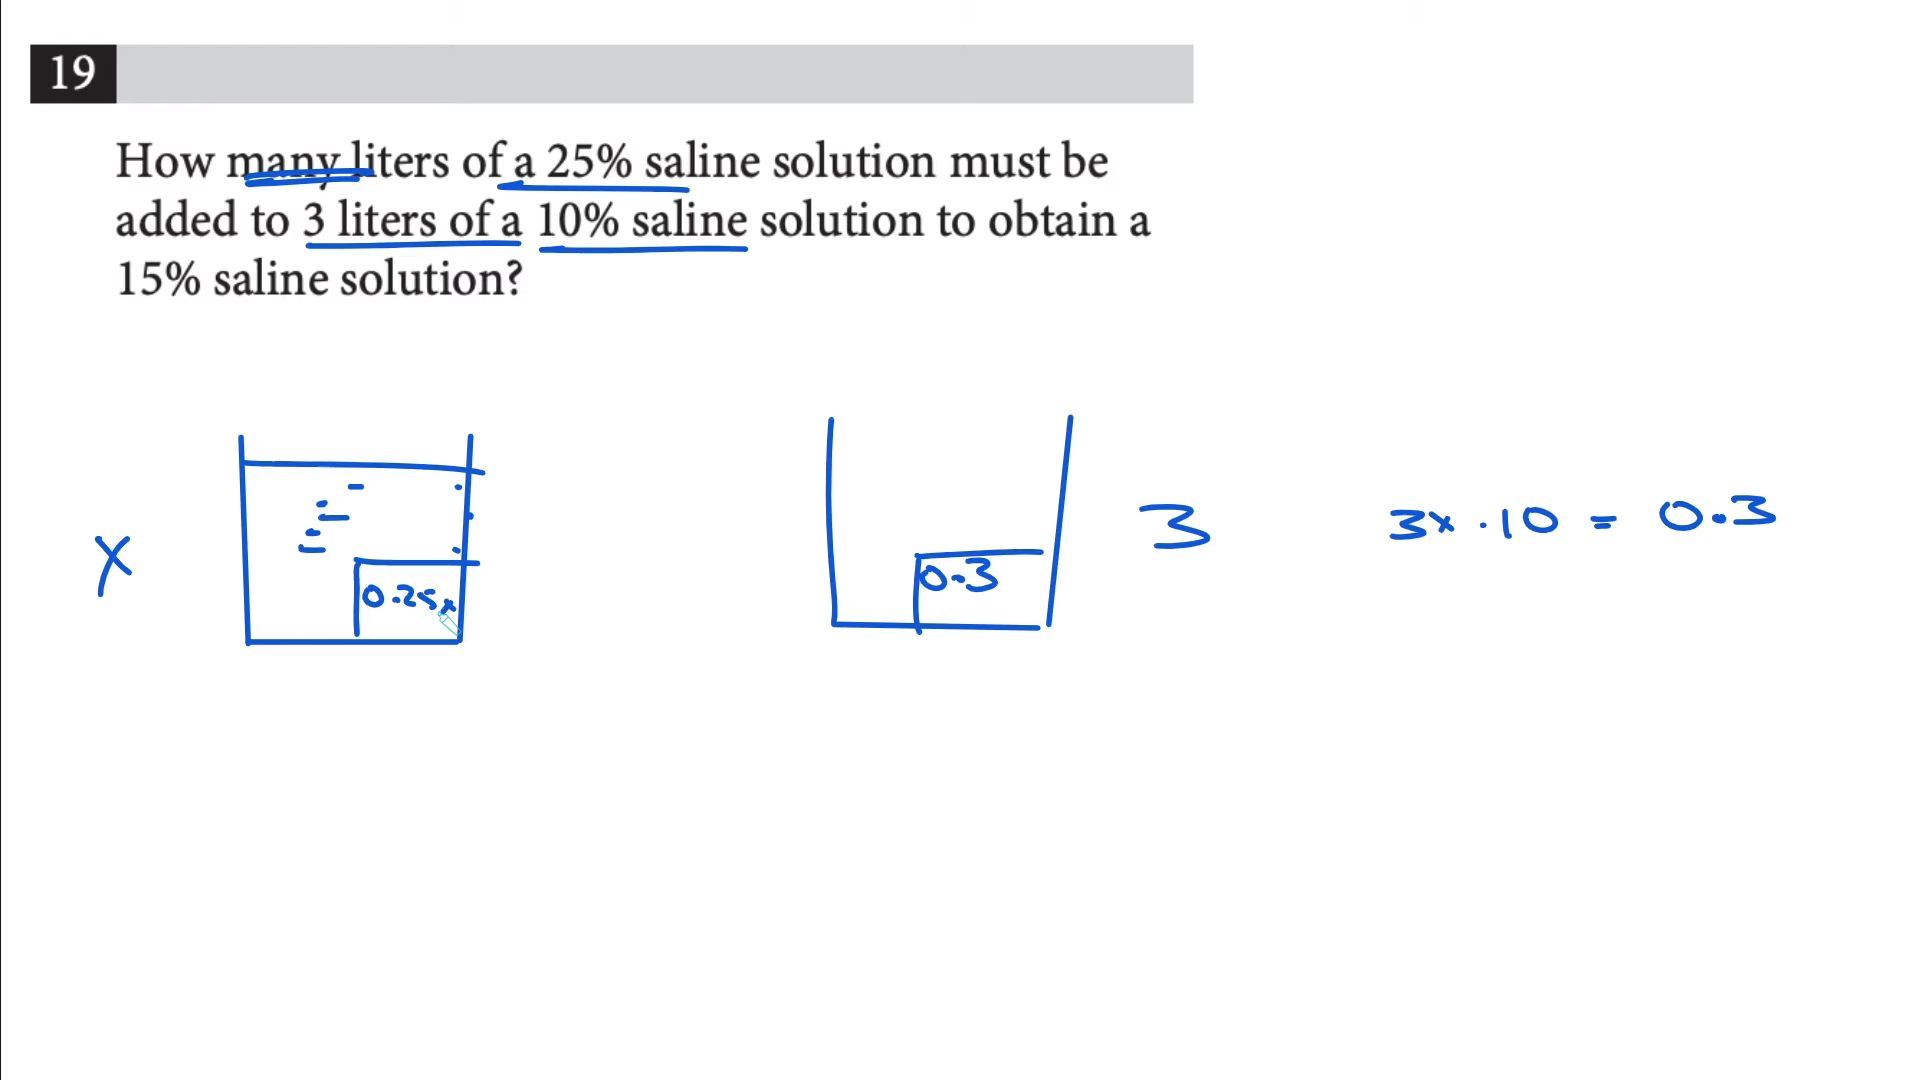 19
How many liters of a 25% saline solution must be
added to 3 liters of a 10% saline solution to obtain a
15% saline solution?
X
0.25x
0.3
3
3x .10 = 0.3